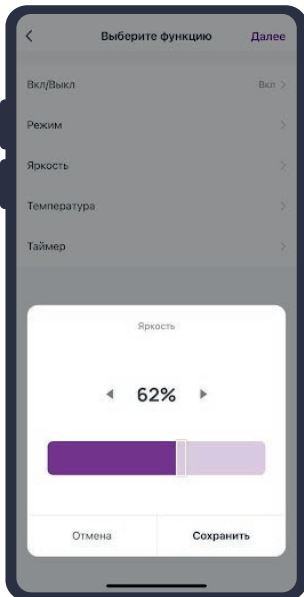 Выберите функцию Далее
Вкл/Выкл Вкл
Режим
Яркость
Температура
Таймер
Яркость
62%
Отмена Сохранить